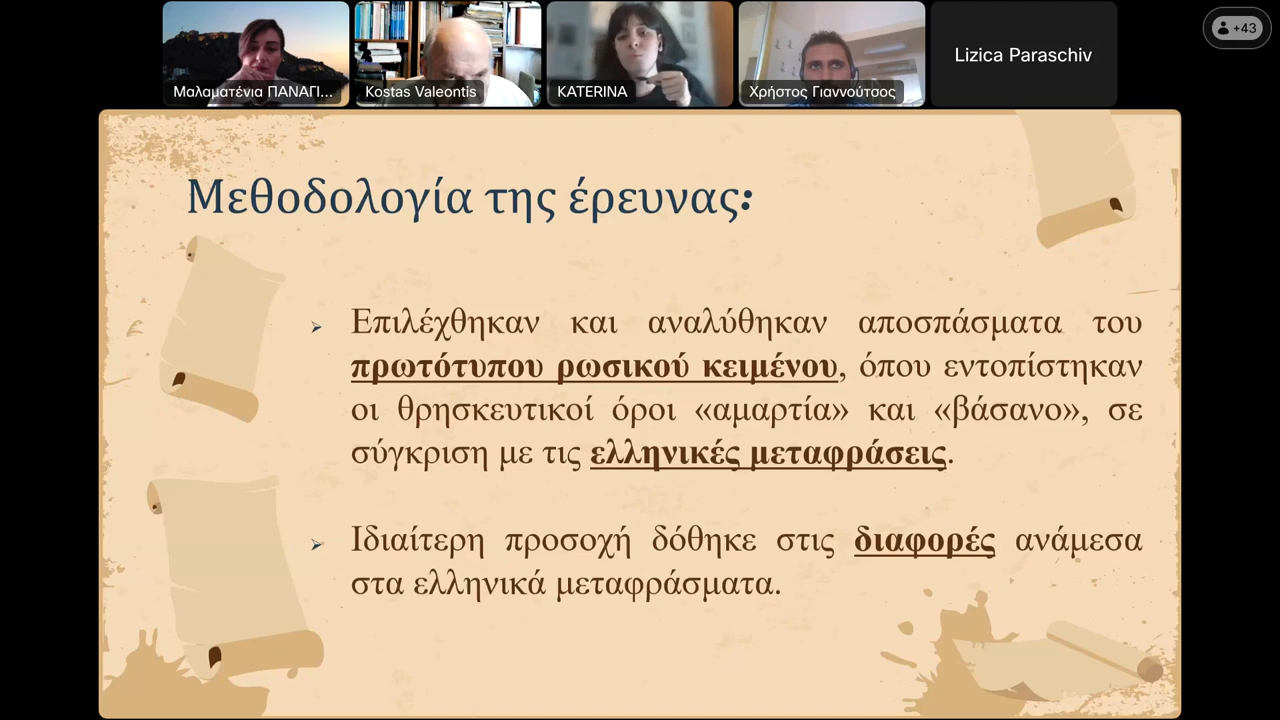 Μαλαματένια ΠΑΝΑΓΙ...
Kostas Valeontis
KATERINA
Χρήστος Γιαννούτσος
Lizica Paraschiv
+43
Μεθοδολογία της έρευνας:
➢ Επιλέχθηκαν και αναλύθηκαν αποσπάσματα του
πρωτότυπου ρωσικού κειμένου, όπου εντοπίστηκαν
οι θρησκευτικοί όροι «αμαρτία» και «βάσανο», σε
σύγκριση με τις ελληνικές μεταφράσεις.
➢ Ιδιαίτερη προσοχή δόθηκε στις διαφορές ανάμεσα
στα ελληνικά μεταφράσματα.